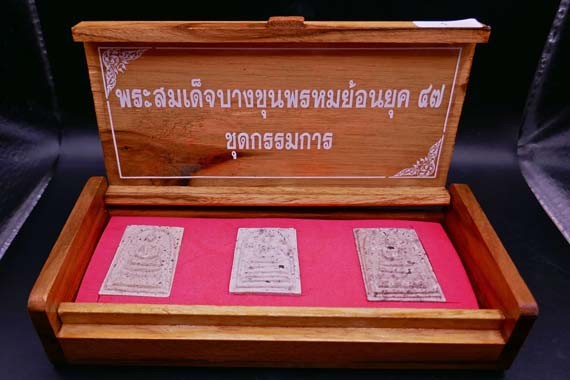 พระสมเด็จบางขุนพรหมย้อนยุค ๔๗
ชุดกรรมการ